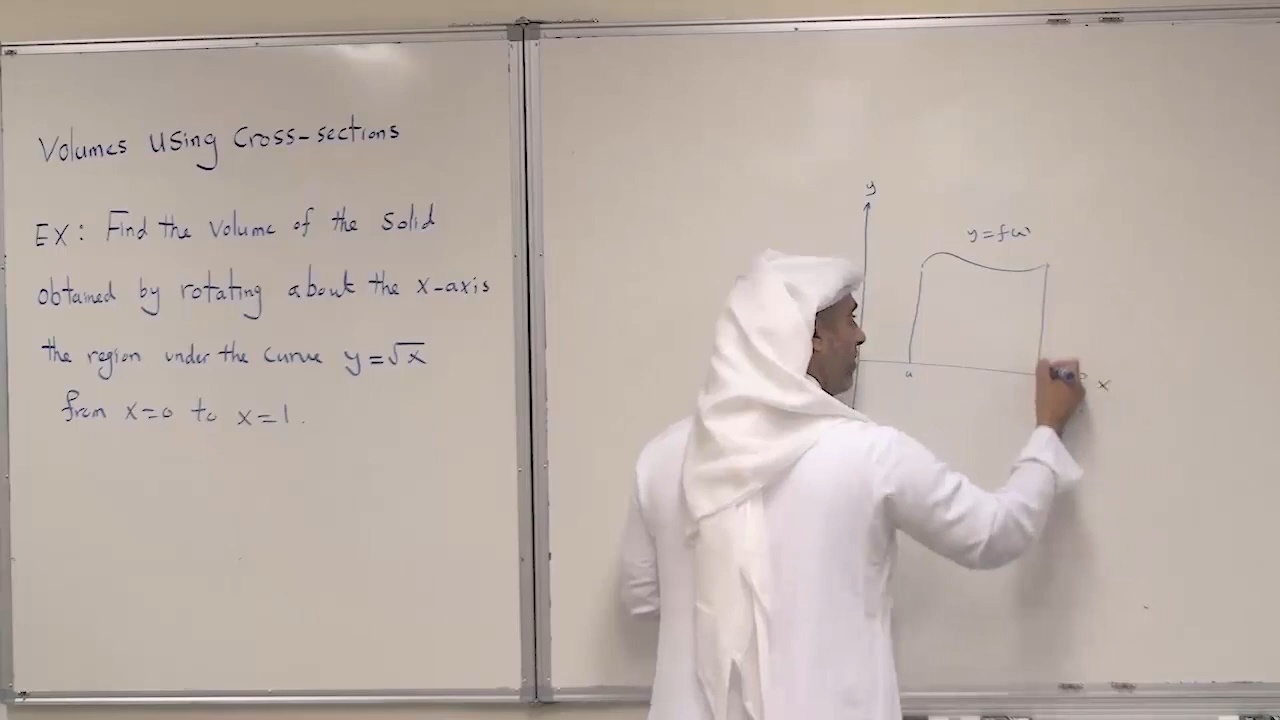 Volumes using Cross-sections
EX: Find the volume of the solid
obtained by rotating about the x-axis
the region under the curve y = √x
from x=0 to x=1.
y
y = f(x)
a
x